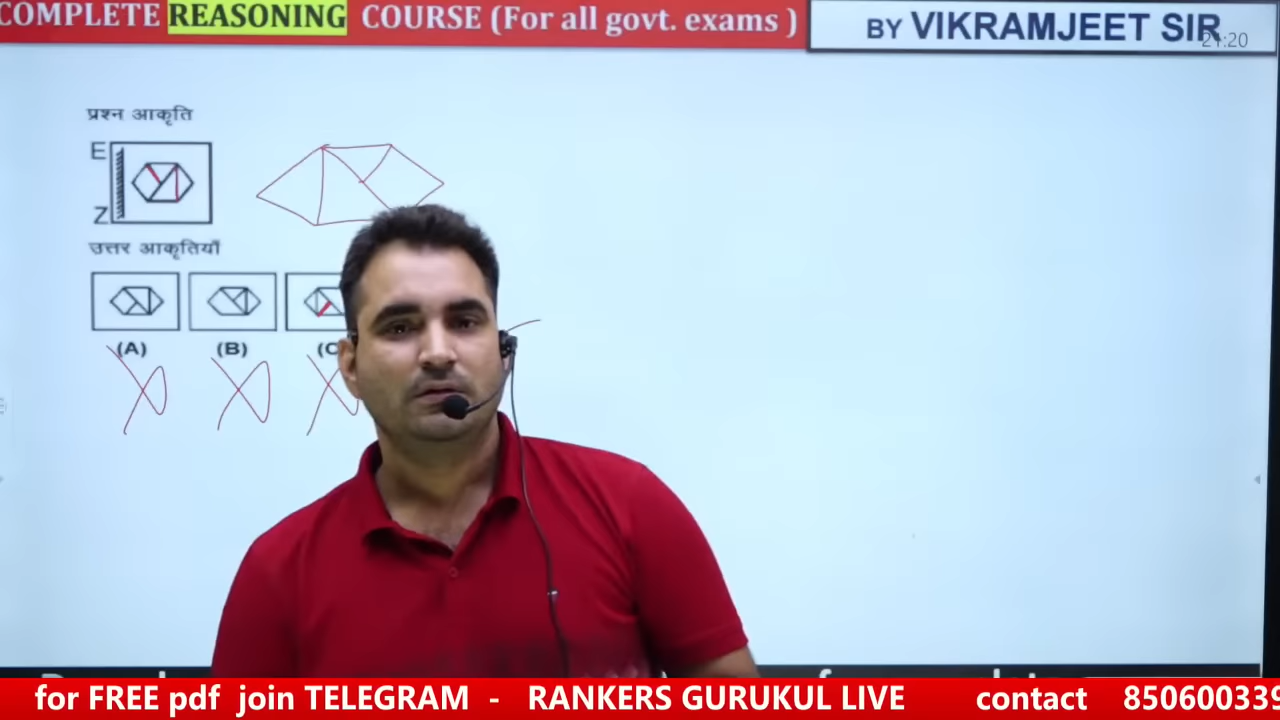 COMPLETE REASONING COURSE (For all govt. exams )
BY VIKRAMJEET SIR
21:20
प्रश्न आकृति
E
Z
उत्तर आकृतियाँ
(A) (B) (C
for FREE pdf join TELEGRAM - RANKERS GURUKUL LIVE contact 850600339